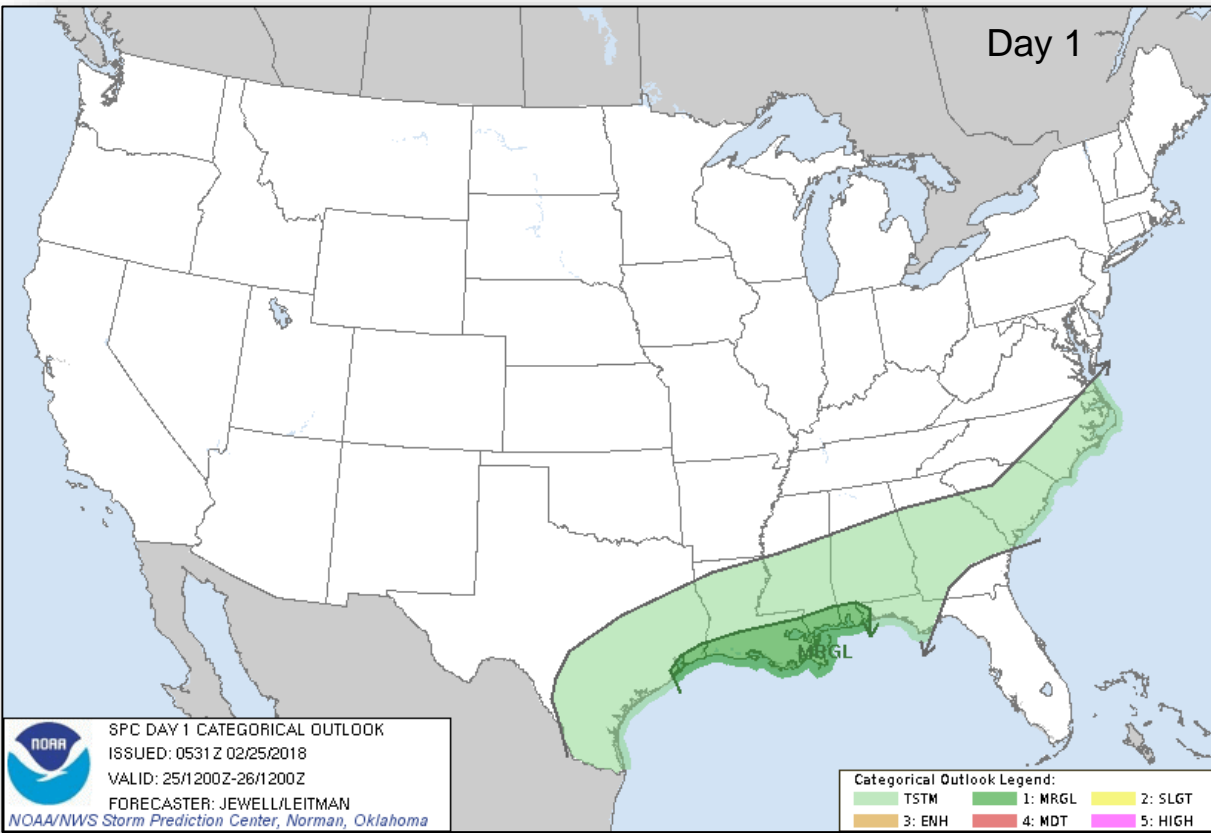 Day 1
MRGL
NOAA
SPC DAY 1 CATEGORICAL OUTLOOK
ISSUED: 0531Z 02/25/2018
VALID: 25/1200Z-26/1200Z
FORECASTER: JEWELL/LEITMAN
NOAA/NWS Storm Prediction Center, Norman, Oklahoma
Categorical Outlook Legend:
TSTM 1: MRGL 2: SLGT
3: ENH 4: MDT 5: HIGH